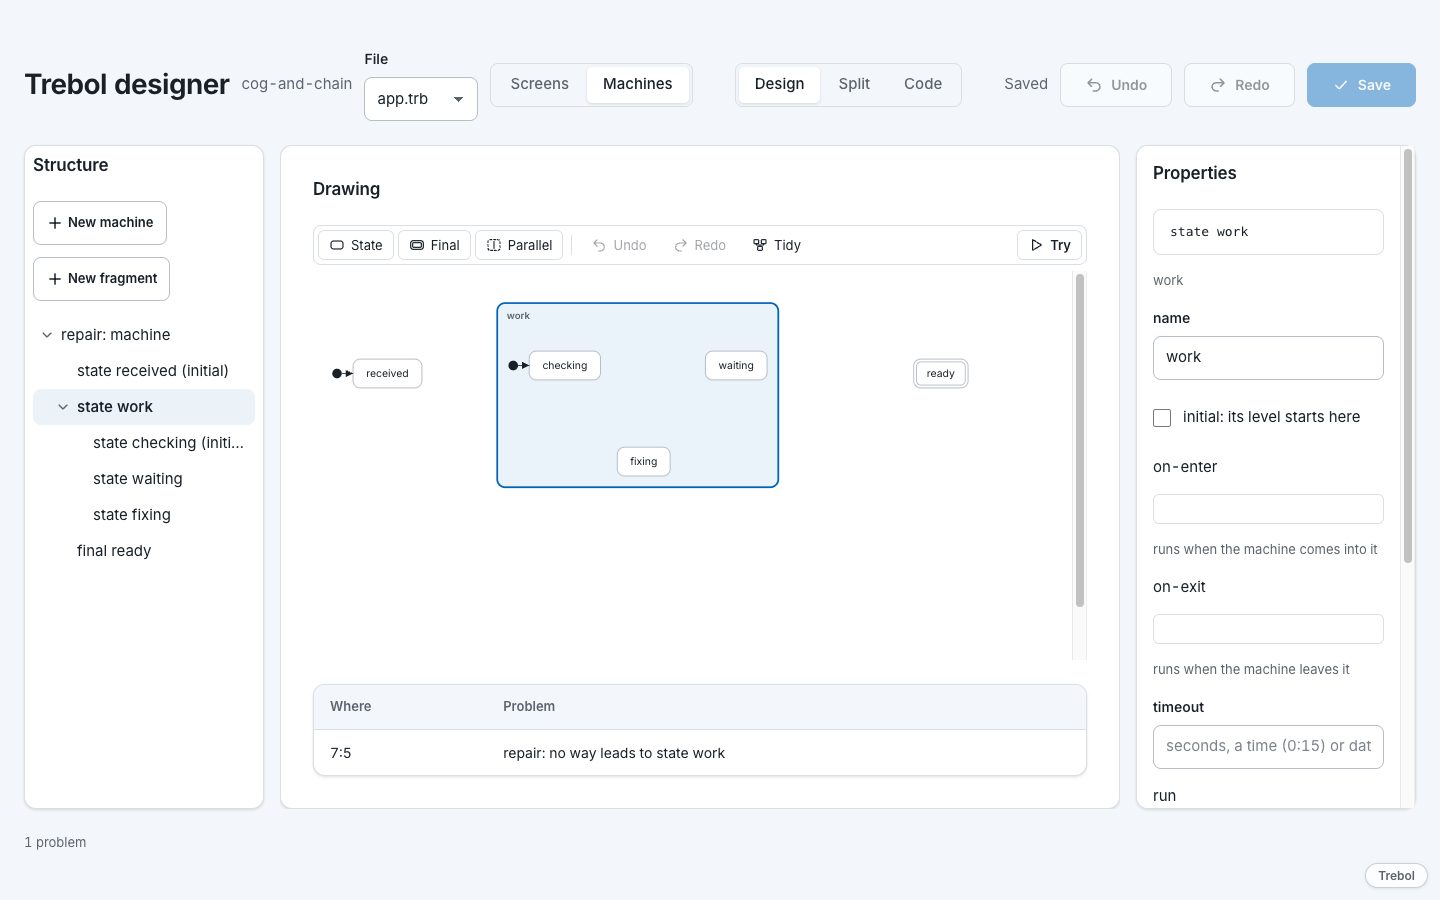 Trebol designer cog-and-chain
File
app.trb
Screens Machines
Design Split Code
Saved Undo Redo Save
Structure
New machine
New fragment
repair: machine
state received (initial)
state work
state checking (initi...
state waiting
state fixing
final ready
Drawing
State Final Parallel Undo Redo Tidy Try
work
received
checking
waiting
ready
fixing
Where Problem
7:5 repair: no way leads to state work
Properties
state work
work
name
work
initial: its level starts here
on-enter
runs when the machine comes into it
on-exit
runs when the machine leaves it
timeout
seconds, a time (0:15) or dat
run
1 problem
Trebol